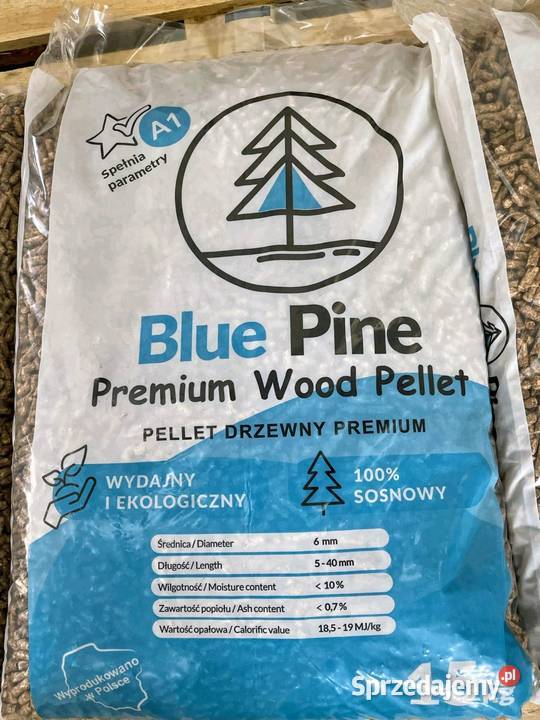 A1
Spełnia
parametry
Blue Pine
Premium Wood Pellet
PELLET DRZEWNY PREMIUM
WYDAJNY
I EKOLOGICZNY
100%
SOSNOWY
Średnica / Diameter 6 mm
Długość / Length 5 - 40 mm
Wilgotność / Moisture content < 10 %
Zawartość popiołu / Ash content < 0,7 %
Wartość opałowa / Calorific value 18,5 - 19 MJ/kg
Wyprodukowano
w Polsce
15 kg
Sprzedajemy.pl